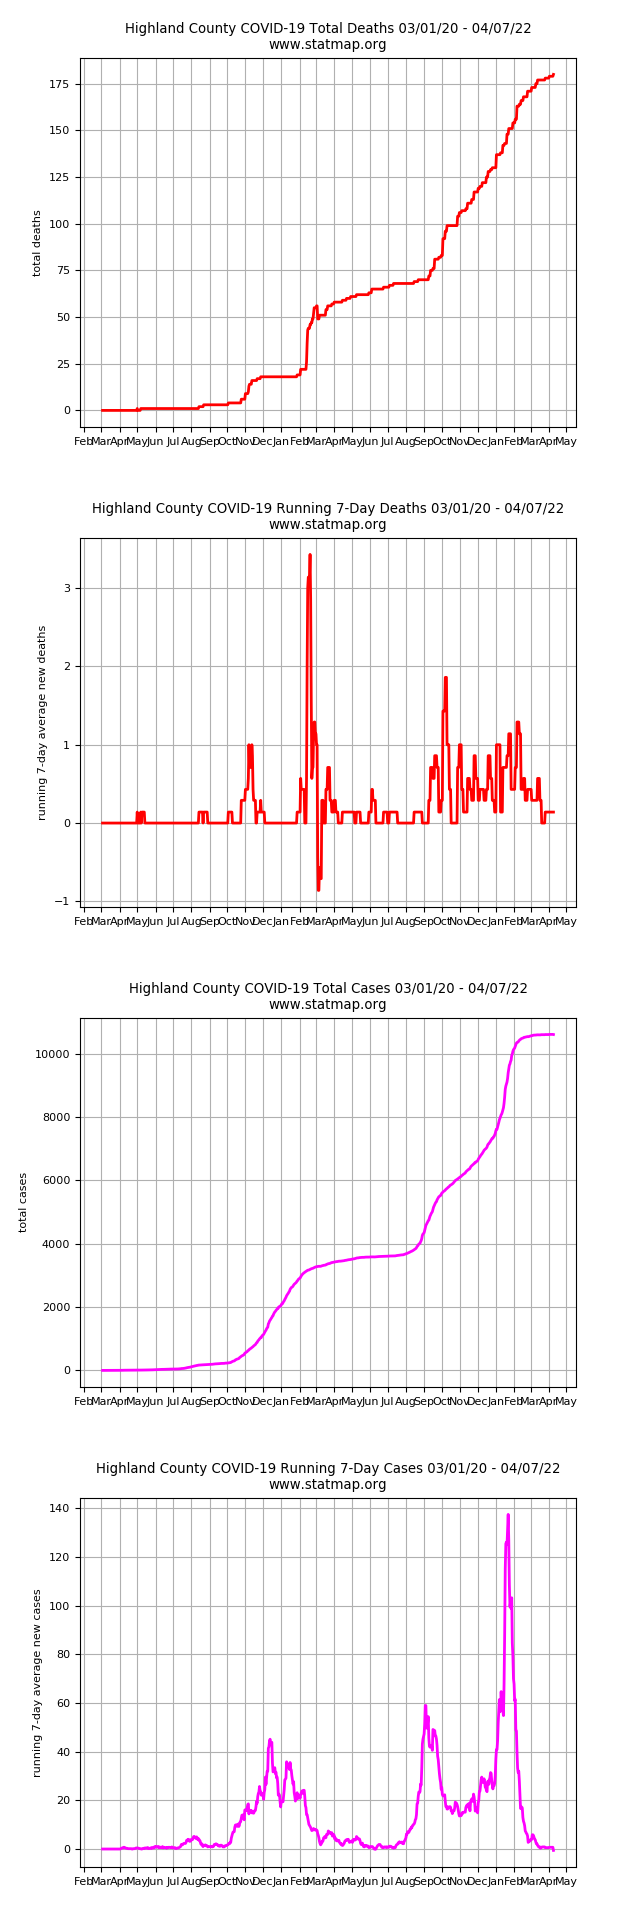 Highland County COVID-19 Total Deaths 03/01/20 - 04/07/22
www.statmap.org
total deaths
175
150
125
100
75
50
25
0
Feb Mar Apr May Jun Jul Aug Sep Oct Nov Dec Jan Feb Mar Apr May Jun Jul Aug Sep Oct Nov Dec Jan Feb Mar Apr May
Highland County COVID-19 Running 7-Day Deaths 03/01/20 - 04/07/22
www.statmap.org
running 7-day average new deaths
3
2
1
0
−1
Feb Mar Apr May Jun Jul Aug Sep Oct Nov Dec Jan Feb Mar Apr May Jun Jul Aug Sep Oct Nov Dec Jan Feb Mar Apr May
Highland County COVID-19 Total Cases 03/01/20 - 04/07/22
www.statmap.org
total cases
10000
8000
6000
4000
2000
0
Feb Mar Apr May Jun Jul Aug Sep Oct Nov Dec Jan Feb Mar Apr May Jun Jul Aug Sep Oct Nov Dec Jan Feb Mar Apr May
Highland County COVID-19 Running 7-Day Cases 03/01/20 - 04/07/22
www.statmap.org
running 7-day average new cases
140
120
100
80
60
40
20
0
Feb Mar Apr May Jun Jul Aug Sep Oct Nov Dec Jan Feb Mar Apr May Jun Jul Aug Sep Oct Nov Dec Jan Feb Mar Apr May